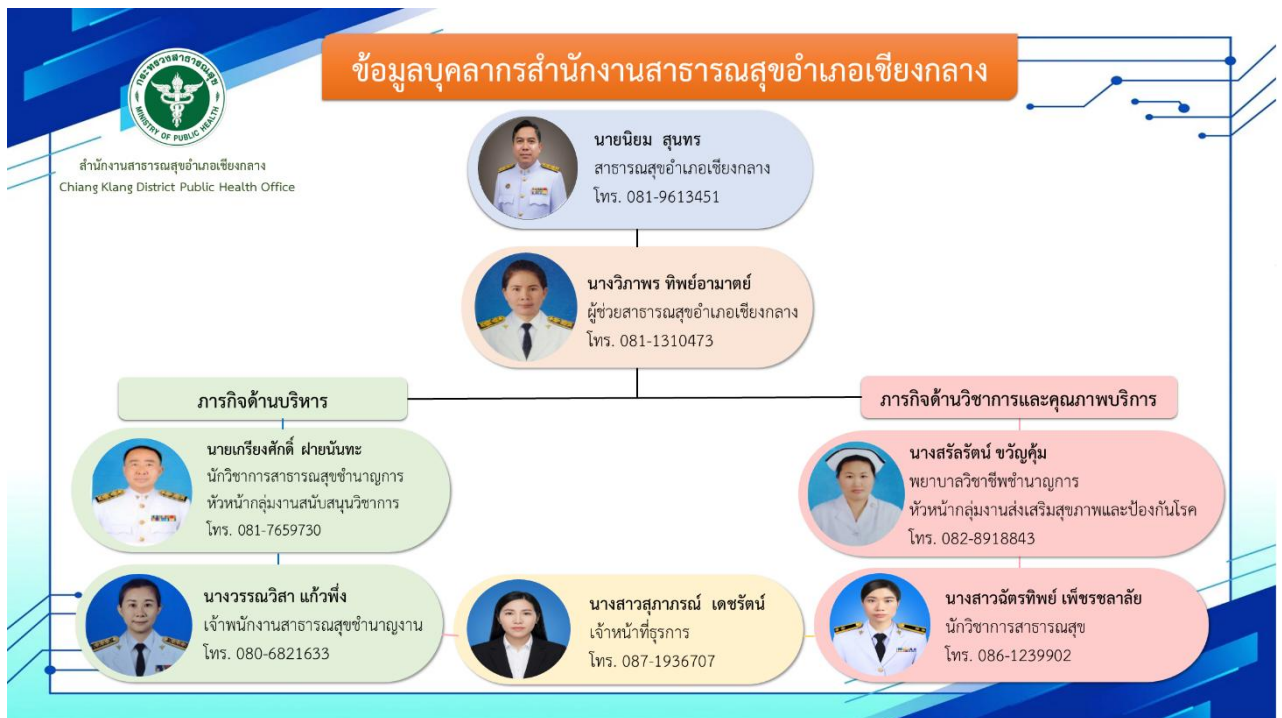 ข้อมูลบุคลากรสำนักงานสาธารณสุขอำเภอเชียงกลาง
กระทรวงสาธารณสุข
MINISTRY OF PUBLIC HEALTH
สำนักงานสาธารณสุขอำเภอเชียงกลาง
Chiang Klang District Public Health Office
นายนิยม สุนทร
สาธารณสุขอำเภอเชียงกลาง
โทร. 081-9613451
นางวิภาพร ทิพย์อามาตย์
ผู้ช่วยสาธารณสุขอำเภอเชียงกลาง
โทร. 081-1310473
ภารกิจด้านบริหาร
นายเกรียงศักดิ์ ฝายนันทะ
นักวิชาการสาธารณสุขชำนาญการ
หัวหน้ากลุ่มงานสนับสนุนวิชาการ
โทร. 081-7659730
นางวรรณวิสา แก้วพึ่ง
เจ้าพนักงานสาธารณสุขชำนาญงาน
โทร. 080-6821633
นางสาวสุภาภรณ์ เดชรัตน์
เจ้าหน้าที่ธุรการ
โทร. 087-1936707
ภารกิจด้านวิชาการและคุณภาพบริการ
นางสรัลรัตน์ ขวัญคุ้ม
พยาบาลวิชาชีพชำนาญการ
หัวหน้ากลุ่มงานส่งเสริมสุขภาพและป้องกันโรค
โทร. 082-8918843
นางสาวฉัตรทิพย์ เพ็ชรชลาลัย
นักวิชาการสาธารณสุข
โทร. 086-1239902